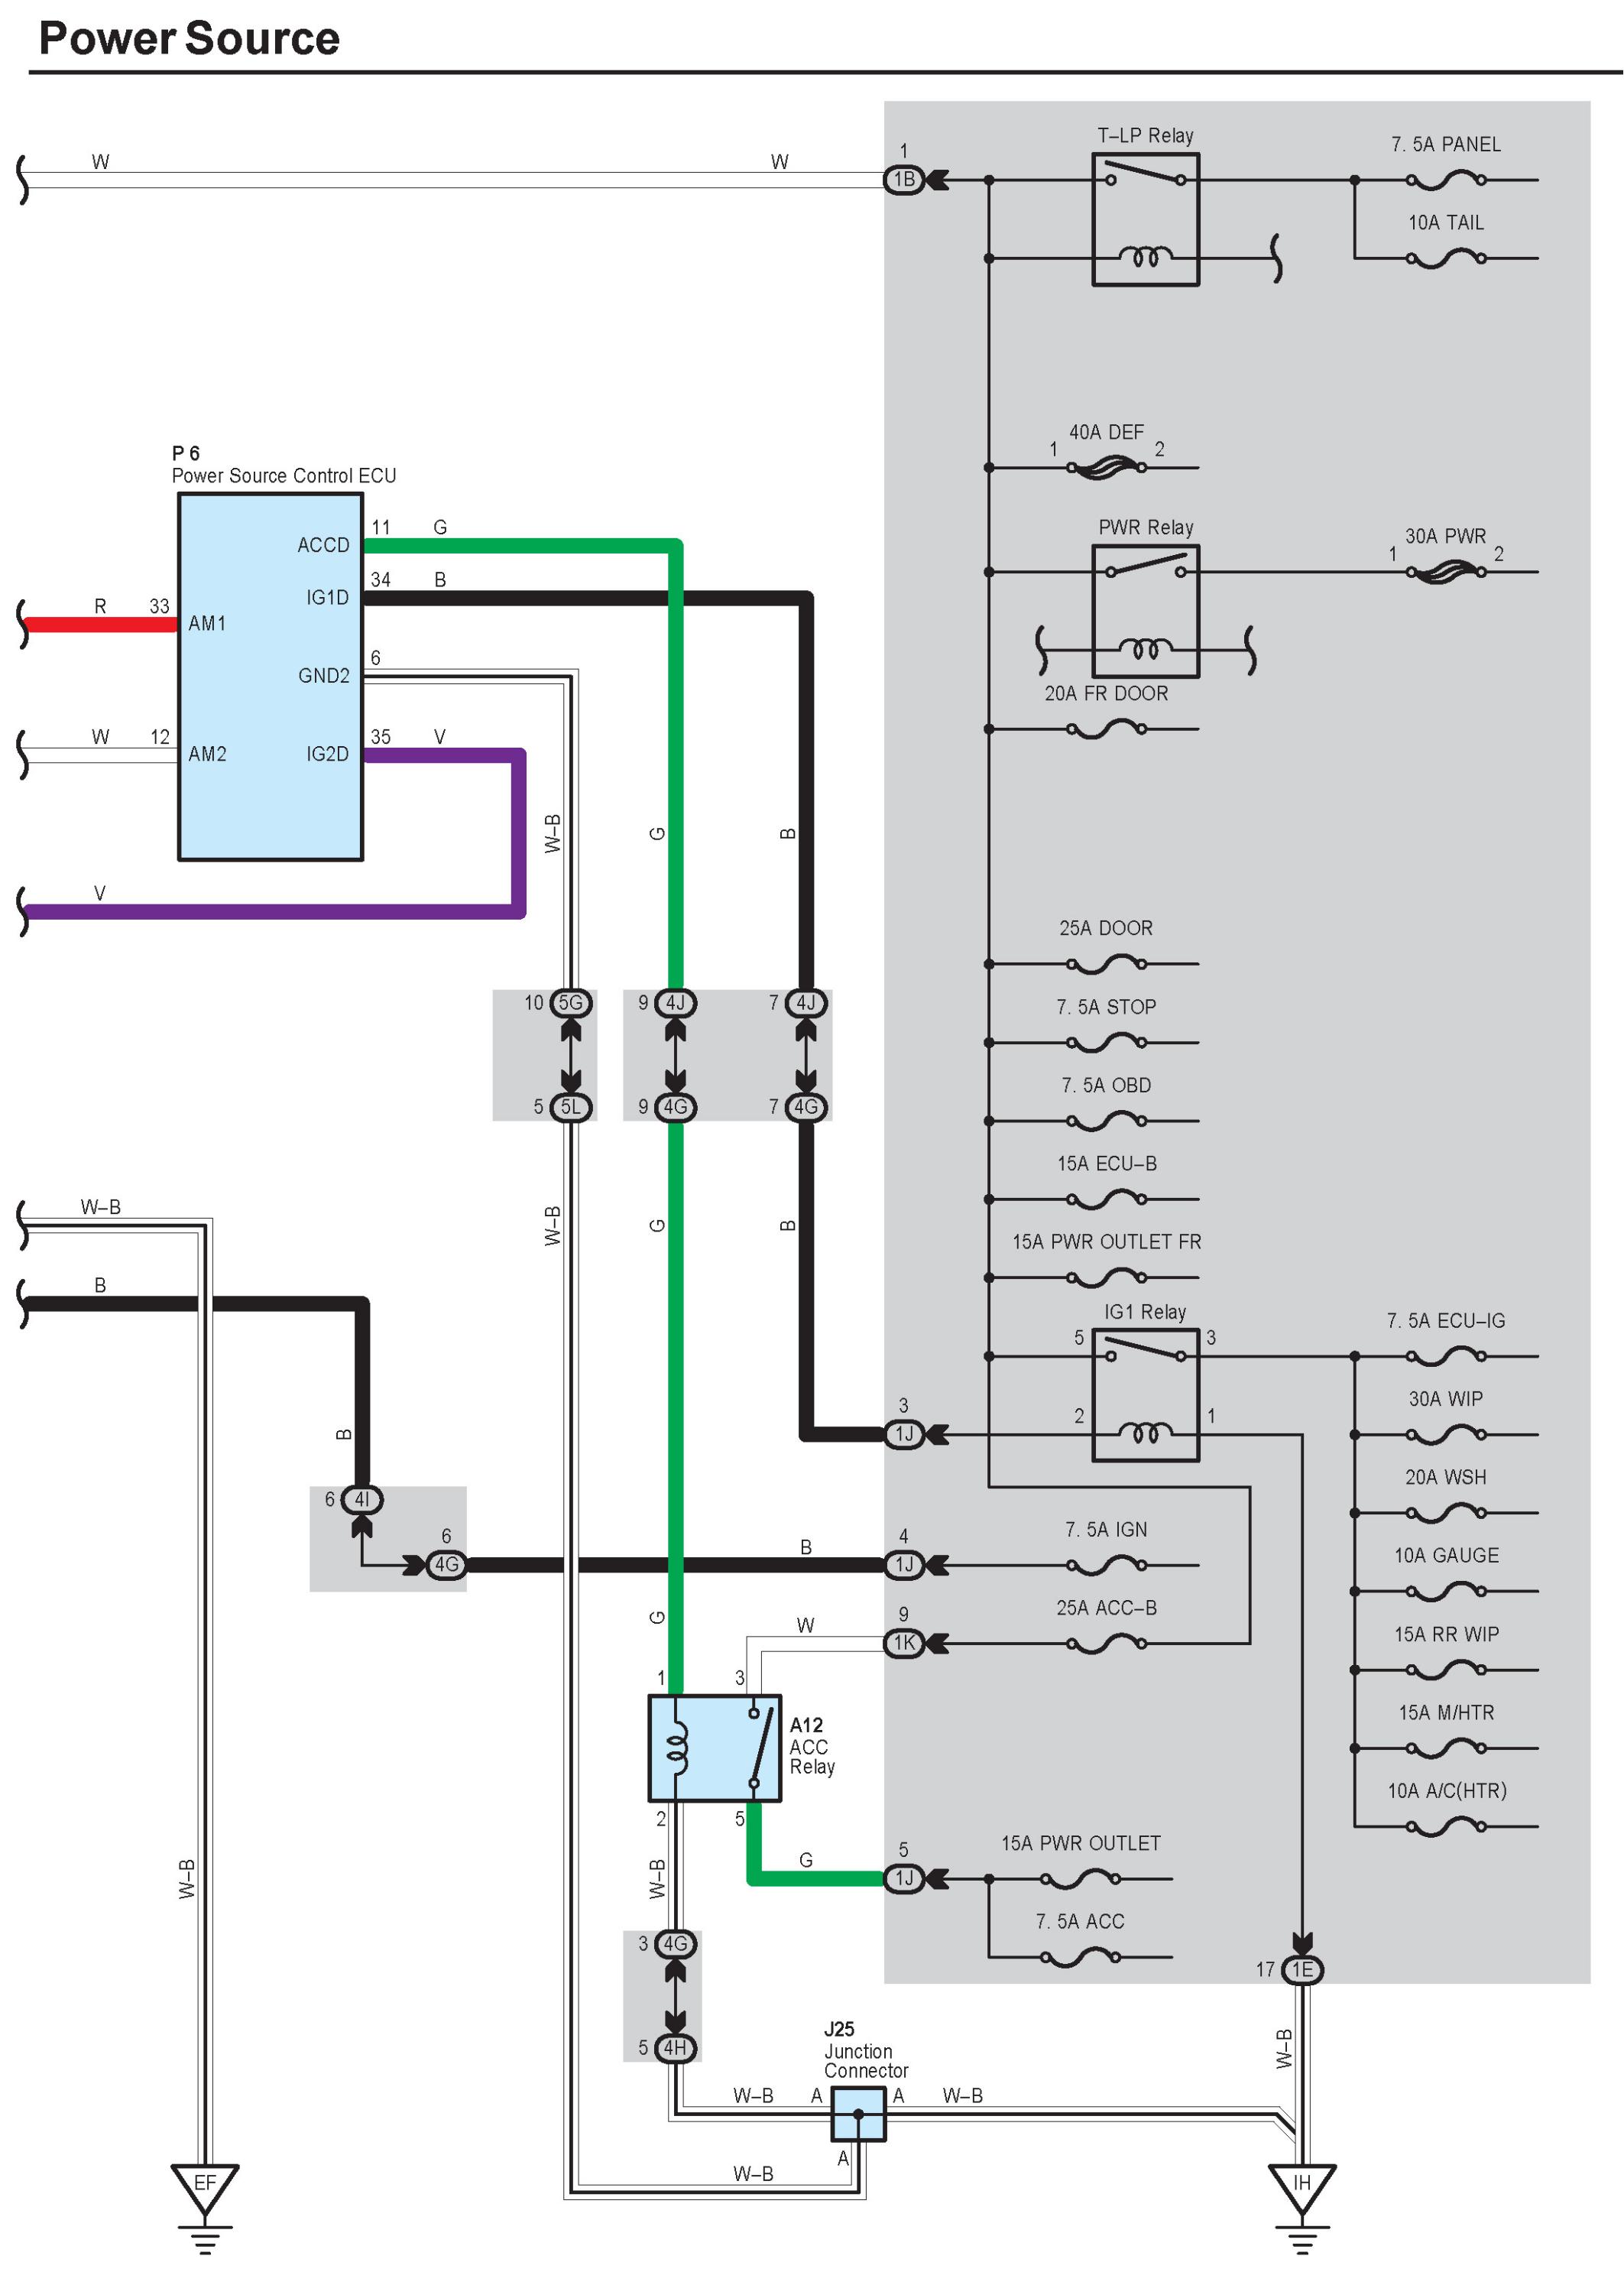 Power Source
W
W
1
1B
T–LP Relay
7. 5A PANEL
10A TAIL
40A DEF
1
2
P 6
Power Source Control ECU
PWR Relay
30A PWR
1
2
ACCD
11
G
IG1D
34
B
R
33
AM1
GND2
6
20A FR DOOR
W
12
AM2
IG2D
35
V
W–B
G
B
V
25A DOOR
10
5G
9
4J
7
4J
7. 5A STOP
7. 5A OBD
5
5L
9
4G
7
4G
15A ECU–B
W–B
W–B
G
B
15A PWR OUTLET FR
B
IG1 Relay
5
3
7. 5A ECU–IG
30A WIP
3
1J
2
1
B
20A WSH
6
4I
6
4G
B
4
1J
7. 5A IGN
10A GAUGE
25A ACC–B
G
W
9
1K
15A RR WIP
1
3
A12
ACC
Relay
15A M/HTR
10A A/C(HTR)
2
5
W–B
W–B
G
5
1J
15A PWR OUTLET
7. 5A ACC
3
4G
17
1E
5
4H
J25
Junction
Connector
W–B
W–B
A
A
W–B
A
W–B
EF
IH